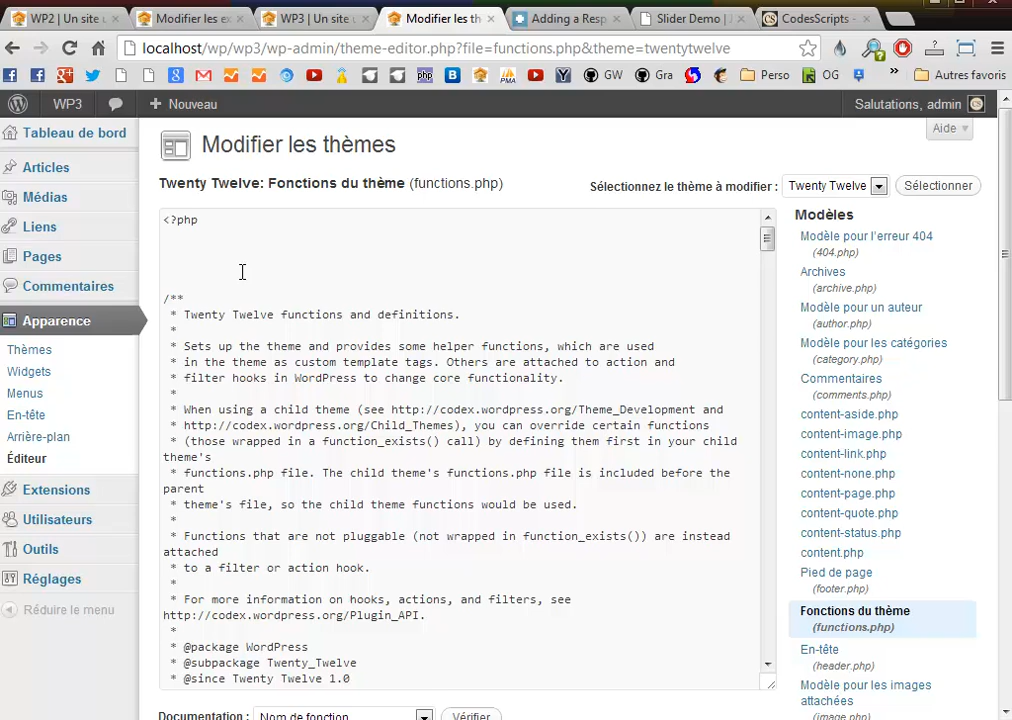 WP2 | Un site u
Modifier les ex
WP3 | Un site u
Modifier les th
Adding a Resp
Slider Demo | J
CodesScripts -
localhost/wp/wp3/wp-admin/theme-editor.php?file=functions.php&theme=twentytwelve
php
PMA
GW
Gra
Perso
OG
Autres favoris
WP3
Nouveau
Salutations, admin
Aide
Tableau de bord
Articles
Médias
Liens
Pages
Commentaires
Apparence
Thèmes
Widgets
Menus
En-tête
Arrière-plan
Éditeur
Extensions
Utilisateurs
Outils
Réglages
Réduire le menu
Modifier les thèmes
Twenty Twelve: Fonctions du thème (functions.php)
Sélectionnez le thème à modifier : Twenty Twelve Sélectionner
<?php
/**
 * Twenty Twelve functions and definitions.
 *
 * Sets up the theme and provides some helper functions, which are used
 * in the theme as custom template tags. Others are attached to action and
 * filter hooks in WordPress to change core functionality.
 *
 * When using a child theme (see http://codex.wordpress.org/Theme_Development and
 * http://codex.wordpress.org/Child_Themes), you can override certain functions
 * (those wrapped in a function_exists() call) by defining them first in your child
theme's
 * functions.php file. The child theme's functions.php file is included before the
parent
 * theme's file, so the child theme functions would be used.
 *
 * Functions that are not pluggable (not wrapped in function_exists()) are instead
attached
 * to a filter or action hook.
 *
 * For more information on hooks, actions, and filters, see
http://codex.wordpress.org/Plugin_API.
 *
 * @package WordPress
 * @subpackage Twenty_Twelve
 * @since Twenty Twelve 1.0
Documentation : Nom de fonction Vérifier
Modèles
Modèle pour l'erreur 404
(404.php)
Archives
(archive.php)
Modèle pour un auteur
(author.php)
Modèle pour les catégories
(category.php)
Commentaires
(comments.php)
content-aside.php
content-image.php
content-link.php
content-none.php
content-page.php
content-quote.php
content-status.php
content.php
Pied de page
(footer.php)
Fonctions du thème
(functions.php)
En-tête
(header.php)
Modèle pour les images
attachées
(image.php)